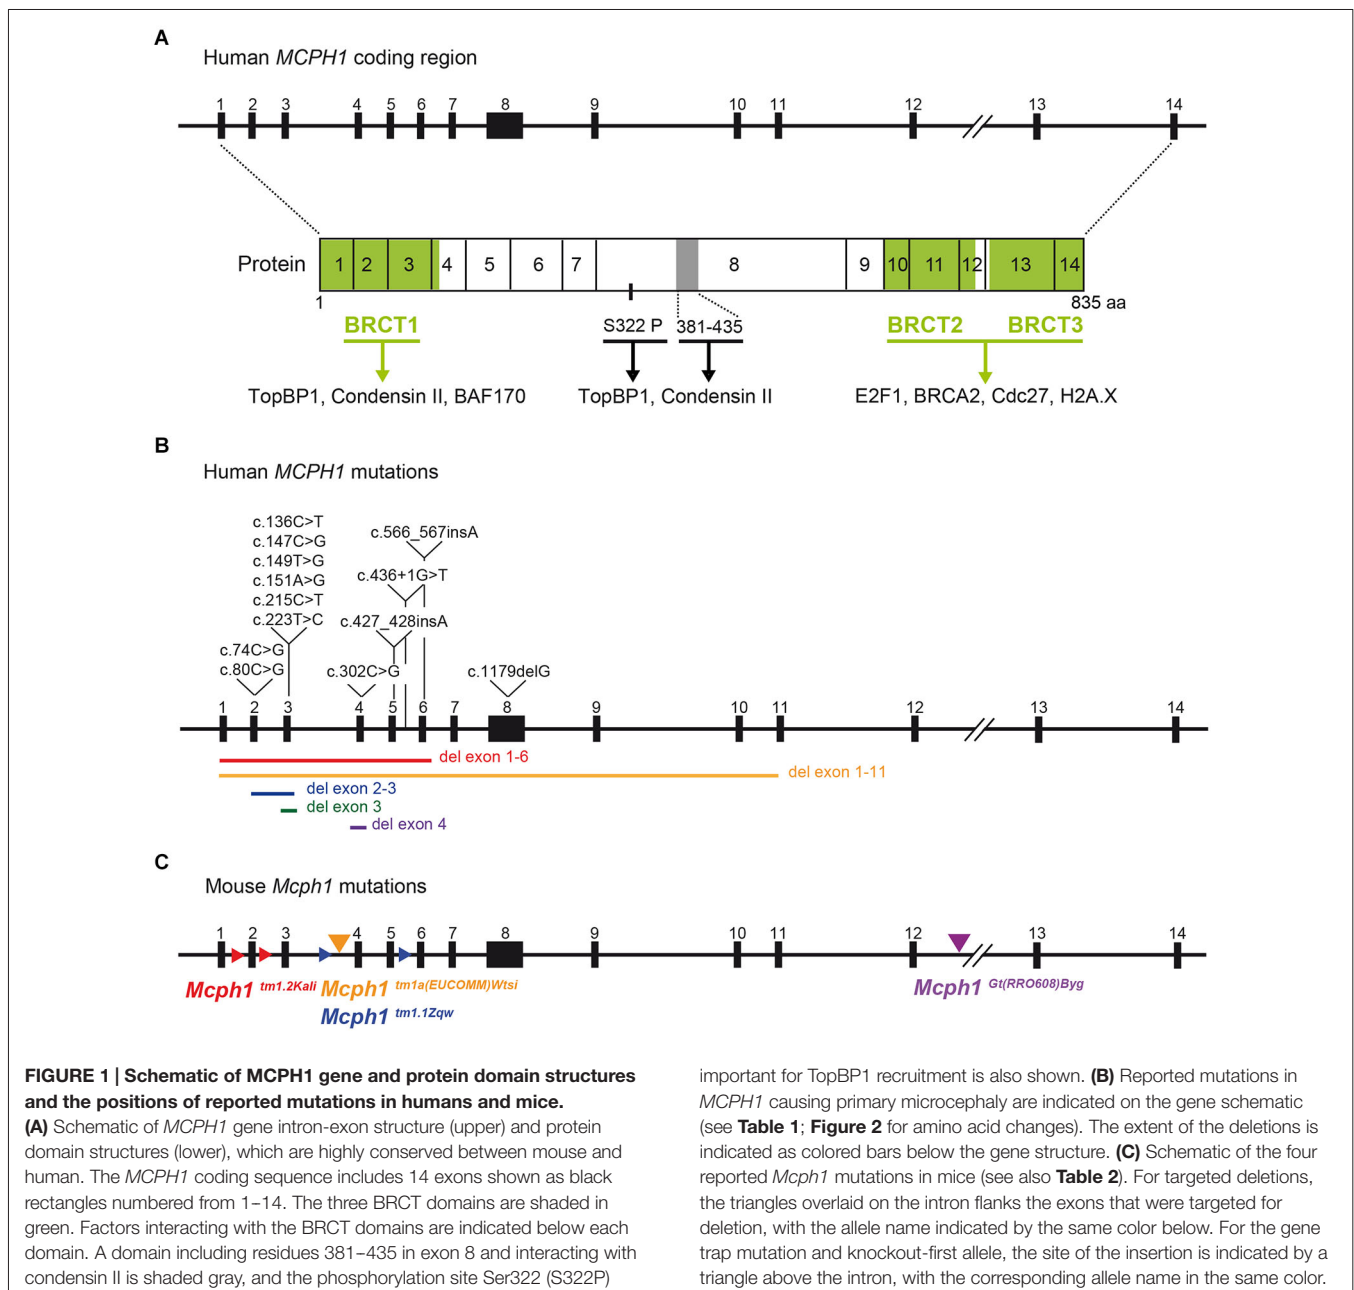 A
Human MCPH1 coding region
1 2 3 4 5 6 7 8 9 10 11 12 13 14
Protein 1 2 3 4 5 6 7 8 9 10 11 12 13 14
1 835 aa
BRCT1 S322 P 381-435 BRCT2 BRCT3
TopBP1, Condensin II, BAF170 TopBP1, Condensin II E2F1, BRCA2, Cdc27, H2A.X
B
Human MCPH1 mutations
c.136C>T
c.147C>G
c.149T>G
c.151A>G
c.215C>T
c.223T>C
c.74C>G
c.80C>G
c.566_567insA
c.436+1G>T
c.427_428insA
c.302C>G
c.1179delG
1 2 3 4 5 6 7 8 9 10 11 12 13 14
del exon 1-6
del exon 1-11
del exon 2-3
del exon 3
del exon 4
C
Mouse Mcph1 mutations
1 2 3 4 5 6 7 8 9 10 11 12 13 14
Mcph1 tm1.2Kali Mcph1 tm1a(EUCOMM)Wtsi Mcph1 Gt(RRO608)Byg
Mcph1 tm1.1Zqw
FIGURE 1 | Schematic of MCPH1 gene and protein domain structures
and the positions of reported mutations in humans and mice.
(A) Schematic of MCPH1 gene intron-exon structure (upper) and protein
domain structures (lower), which are highly conserved between mouse and
human. The MCPH1 coding sequence includes 14 exons shown as black
rectangles numbered from 1–14. The three BRCT domains are shaded in
green. Factors interacting with the BRCT domains are indicated below each
domain. A domain including residues 381–435 in exon 8 and interacting with
condensin II is shaded gray, and the phosphorylation site Ser322 (S322P)
important for TopBP1 recruitment is also shown. (B) Reported mutations in
MCPH1 causing primary microcephaly are indicated on the gene schematic
(see Table 1; Figure 2 for amino acid changes). The extent of the deletions is
indicated as colored bars below the gene structure. (C) Schematic of the four
reported Mcph1 mutations in mice (see also Table 2). For targeted deletions,
the triangles overlaid on the intron flanks the exons that were targeted for
deletion, with the allele name indicated by the same color below. For the gene
trap mutation and knockout-first allele, the site of the insertion is indicated by a
triangle above the intron, with the corresponding allele name in the same color.